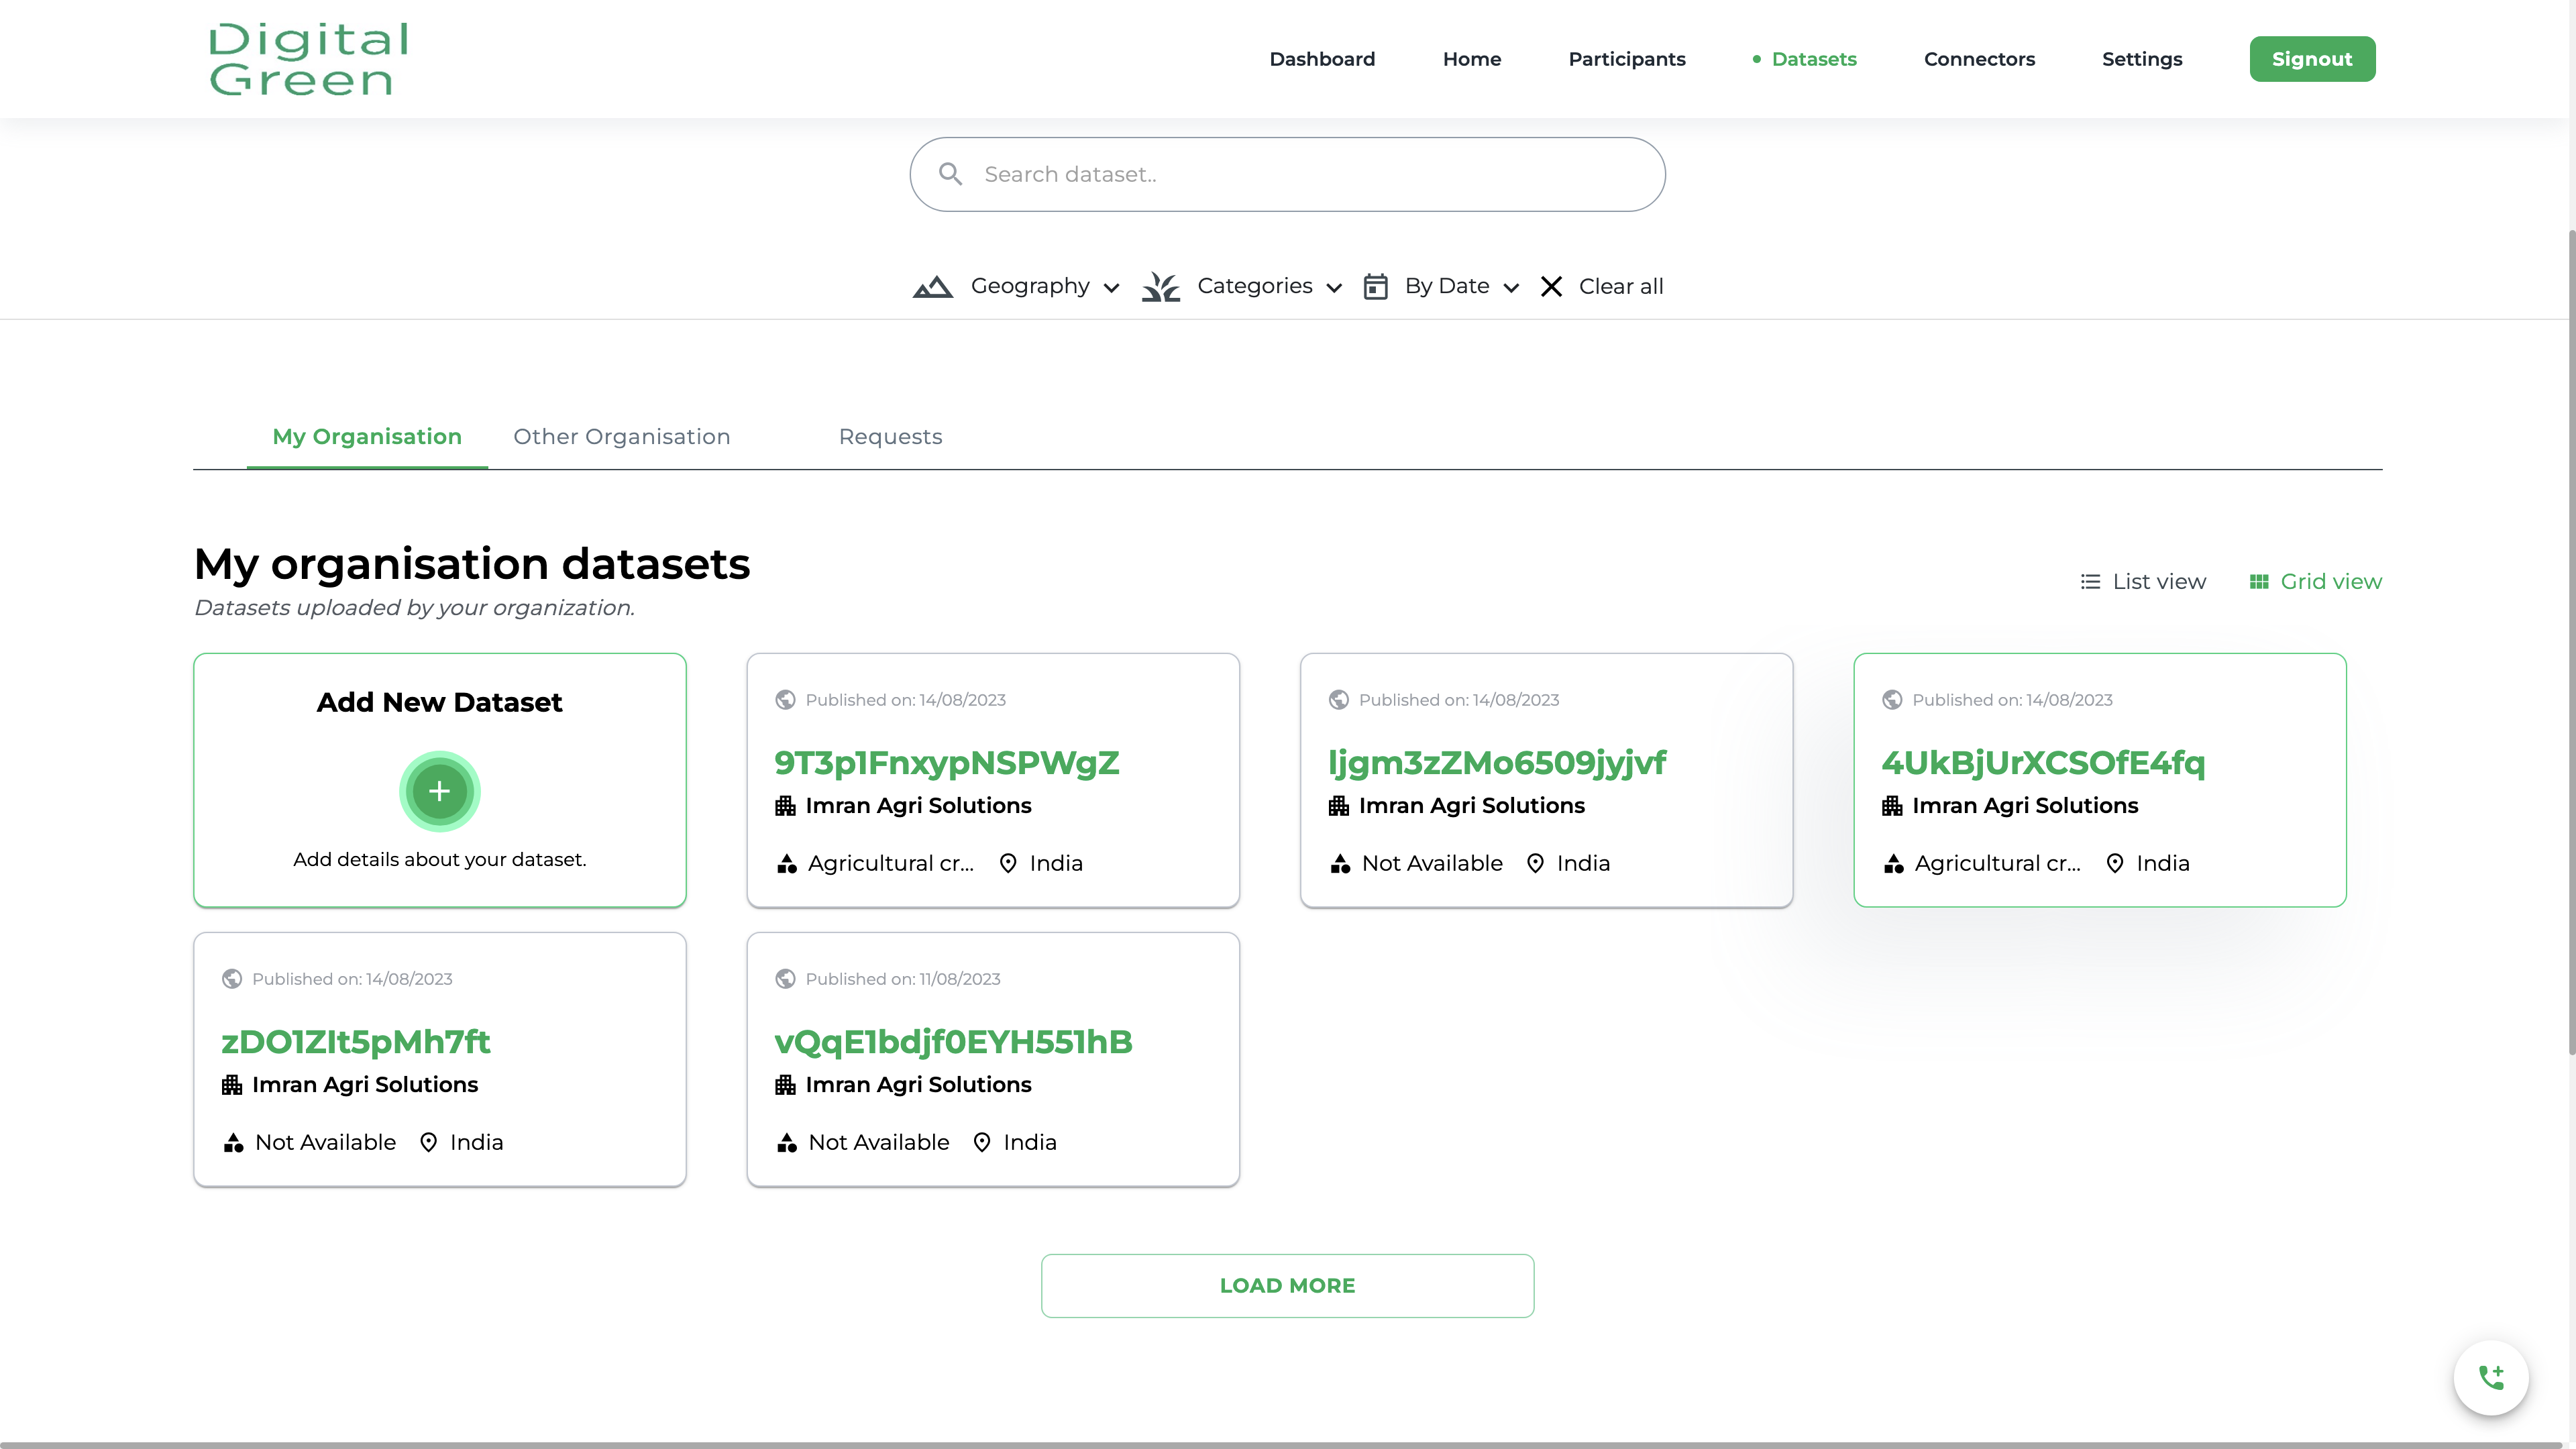 Digital
Green
Dashboard Home Participants Datasets Connectors Settings Signout
Search dataset..
Geography Categories By Date Clear all
My Organisation Other Organisation Requests
My organisation datasets
Datasets uploaded by your organization.
List view Grid view
Add New Dataset
Add details about your dataset.
Published on: 14/08/2023
9T3p1FnxypNSPWgZ
Imran Agri Solutions
Agricultural cr... India
Published on: 14/08/2023
ljgm3zZMo6509jyjvf
Imran Agri Solutions
Not Available India
Published on: 14/08/2023
4UkBjUrXCSOfE4fq
Imran Agri Solutions
Agricultural cr... India
Published on: 14/08/2023
zDO1ZIt5pMh7ft
Imran Agri Solutions
Not Available India
Published on: 11/08/2023
vQqE1bdjf0EYH551hB
Imran Agri Solutions
Not Available India
LOAD MORE